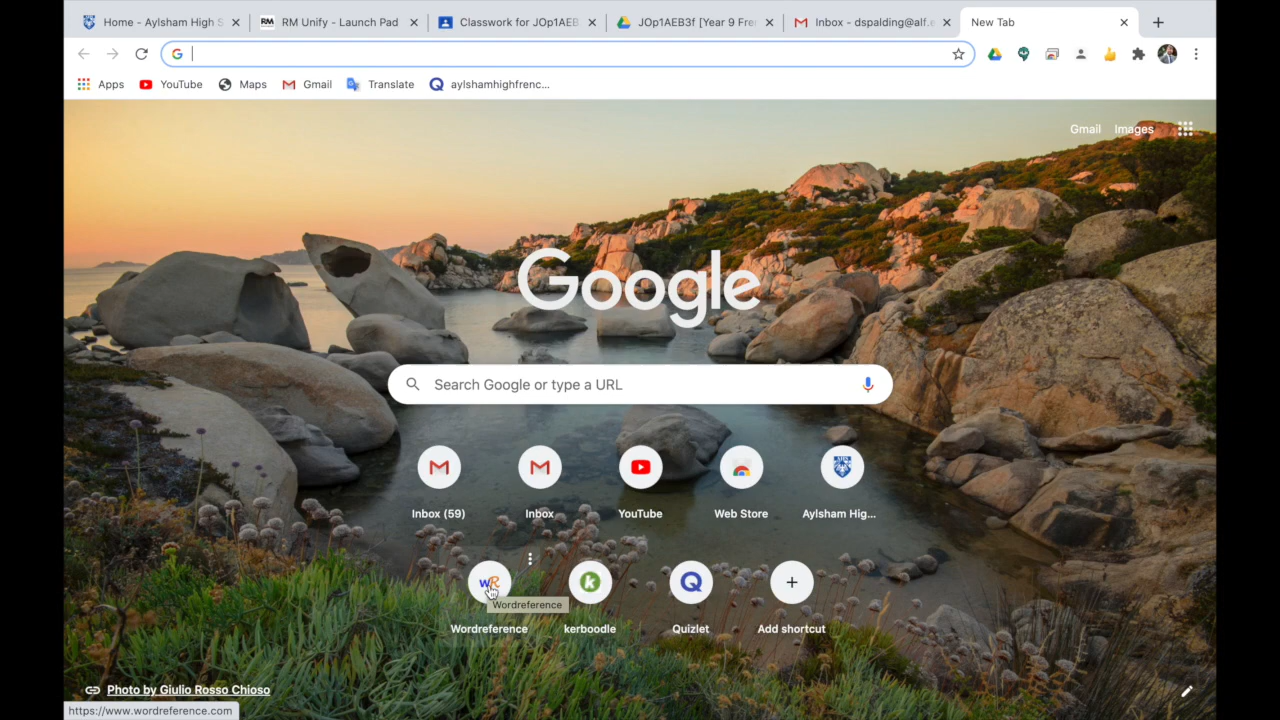 Home - Aylsham High S
RM Unify - Launch Pad
Classwork for JOp1AEB
JOp1AEB3f [Year 9 Fre
Inbox - dspalding@alf.e
New Tab
Apps
YouTube
Maps
Gmail
Translate
aylshamhighfrenc...
Gmail
Images
Google
Search Google or type a URL
Inbox (59)
Inbox
YouTube
Web Store
Aylsham Hig...
wR
Wordreference
Wordreference
kerboodle
Quizlet
Add shortcut
Photo by Giulio Rosso Chioso
https://www.wordreference.com